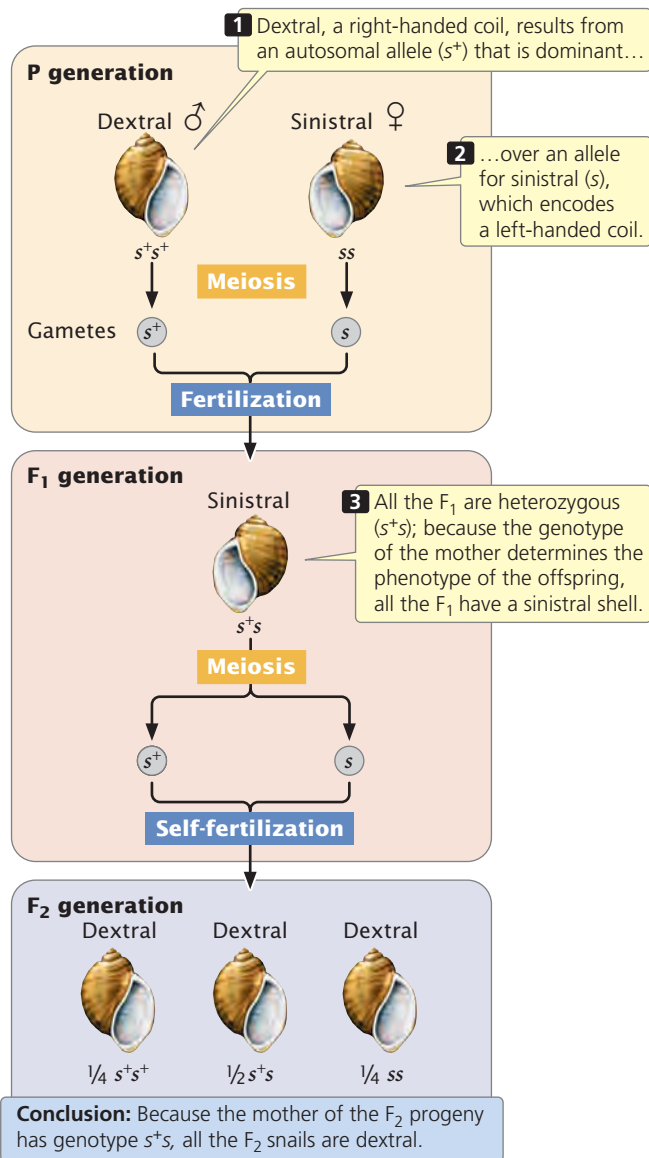 1 Dextral, a right-handed coil, results from
an autosomal allele (s⁺) that is dominant…
P generation
Dextral ♂
Sinistral ♀
2 …over an allele
for sinistral (s),
which encodes
a left-handed coil.
s⁺s⁺
ss
Meiosis
Gametes
s⁺
s
Fertilization
F₁ generation
Sinistral
3 All the F₁ are heterozygous
(s⁺s); because the genotype
of the mother determines the
phenotype of the offspring,
all the F₁ have a sinistral shell.
s⁺s
Meiosis
s⁺
s
Self-fertilization
F₂ generation
Dextral
Dextral
Dextral
¼ s⁺s⁺
½ s⁺s
¼ ss
Conclusion: Because the mother of the F₂ progeny
has genotype s⁺s, all the F₂ snails are dextral.